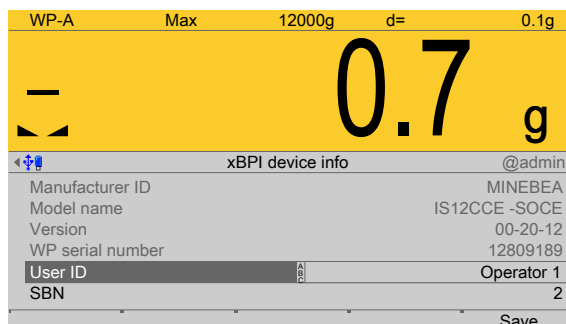 WP-A Max 12000g d= 0.1g
– 0.7 g
xBPI device info @admin
Manufacturer ID MINEBEA
Model name IS12CCE -SOCE
Version 00-20-12
WP serial number 12809189
User ID ABC Operator 1
SBN 2
Save